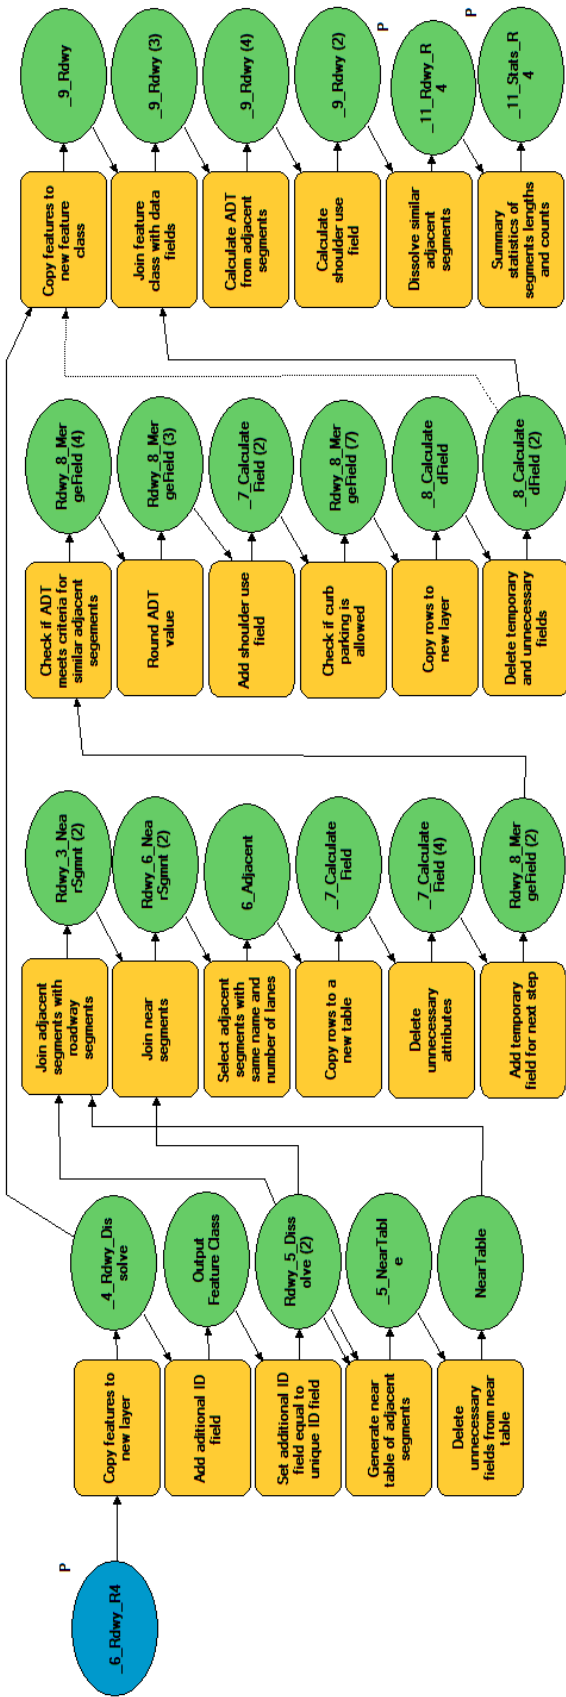 P
_6_Rdwy_R4
Copy features to
new layer
_4_Rdwy_Dis
solve
Add aditional ID
field
Output
Feature Class
Set additional ID
field equal to
unique ID field
Rdwy_5_Diss
olve (2)
Generate near
table of adjacent
segments
_5_NearTabl
e
Delete
unnecessary
fields from near
table
NearTable
Join adjacent
segments with
roadway
segments
Rdwy_3_Nea
rSgmnt (2)
Join near
segments
Rdwy_6_Nea
rSgmnt (2)
Select adjacent
segments with
same name and
number of lanes
6_Adjacent
Copy rows to a
new table
_7_Calculate
Field
Delete
unnecessary
attributes
_7_Calculate
Field (4)
Add temporary
field for next step
Rdwy_8_Mer
geField (2)
Check if ADT
meets criteria for
similar adjacent
segements
Rdwy_8_Mer
geField (4)
Round ADT
value
Rdwy_8_Mer
geField (3)
Add shoulder use
field
_7_Calculate
Field (2)
Check if curb
parking is
allowed
Rdwy_8_Mer
geField (7)
Copy rows to
new layer
_8_Calculate
dField
Delete temporary
and unnecessary
fields
_8_Calculate
dField (2)
Copy features to
new feature
class
_9_Rdwy
Join feature
class with data
fields
_9_Rdwy (3)
Calculate ADT
from adjacent
segments
_9_Rdwy (4)
Calculate
shoulder use
field
_9_Rdwy (2)
Dissolve similar
adjacent
segments
P
_11_Rdwy_R
4
Summary
statistics of
segments lengths
and counts
P
_11_Stats_R
4